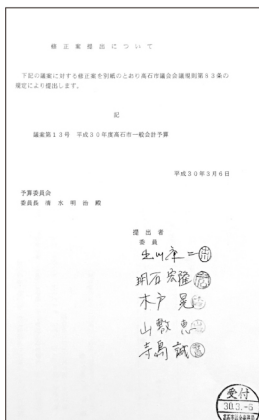 修正案提出について
下記の議案に対する修正案を別紙のとおり高石市議会会議規則第53条の
規定により提出します。
記
議案第13号 平成30年度高石市一般会計予算
平成30年3月6日
予算委員会
委員長 清水明治殿
提出者
委員
明石宏隆
木戸晃
山敷恵
寺島誠
受付
30.3.-6